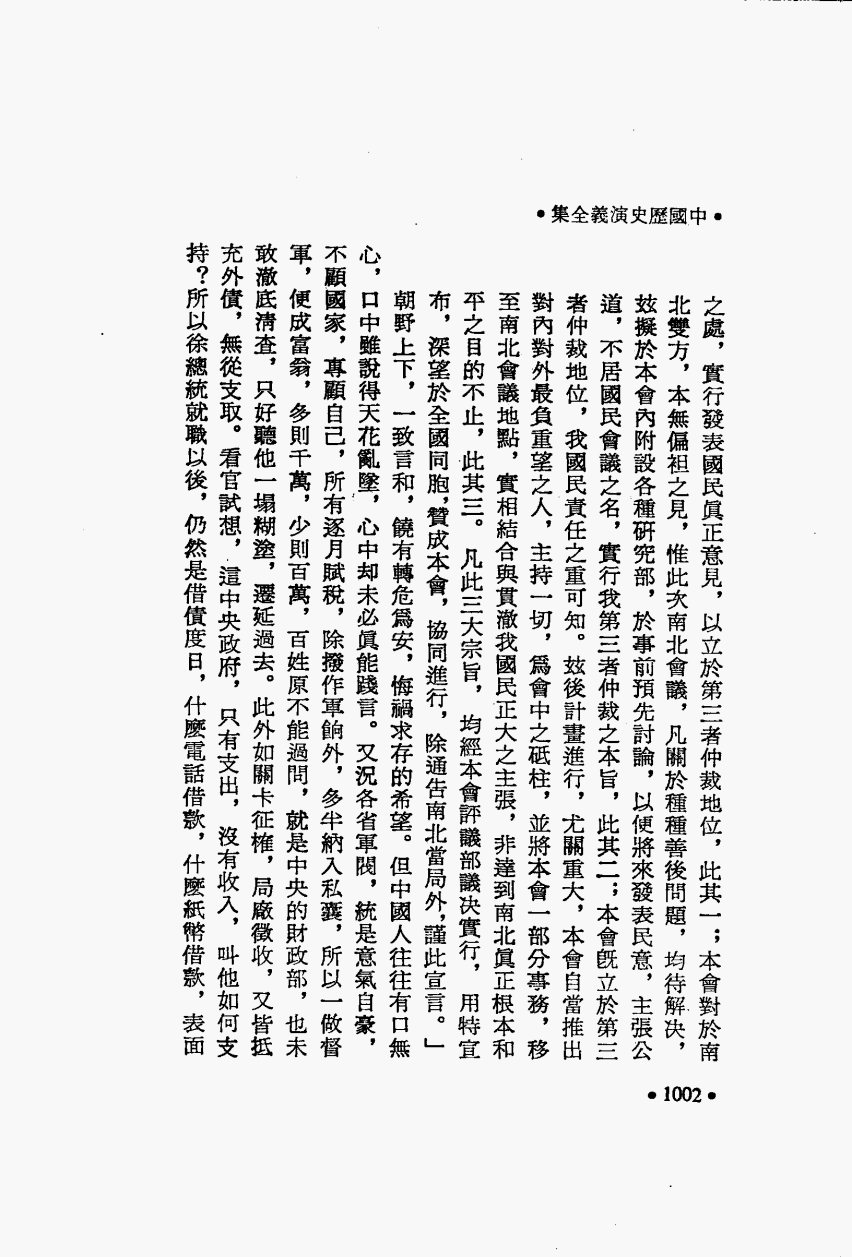 •中國歷史演義全集•
之處，實行發表國民眞正意見，以立於第三者仲裁地位，此其一；本會對於南
北雙方，本無偏袒之見，惟此次南北會議，凡關於種種善後問題，均待解决，
玆擬於本會內附設各種硏究部，於事前預先討論，以便將來發表民意，主張公
道，不居國民會議之名，實行我第三者仲裁之本旨，此其二；本會旣立於第三
者仲裁地位，我國民責任之重可知。玆後計畫進行，尤關重大，本會自當推出
對內對外最負重望之人，主持一切，爲會中之砥柱，並將本會一部分事務，移
至南北會議地點，實相結合與貫澈我國民正大之主張，非達到南北眞正根本和
平之目的不止，此其三。凡此三大宗旨，均經本會評議部議决實行，用特宣
布，深望於全國同胞，贊成本會，協同進行，除通告南北當局外，謹此宣言。」
朝野上下，一致言和，饒有轉危爲安，悔禍求存的希望。但中國人往往有口無
心，口中雖說得天花亂墜，心中却未必眞能踐言。又況各省軍閥，統是意氣自豪，
不顧國家，專顧自己，所有逐月賦稅，除撥作軍餉外，多半納入私囊，所以一做督
軍，便成富翁，多則千萬，少則百萬，百姓原不能過問，就是中央的財政部，也未
敢澈底淸查，只好聽他一塌糊塗，遷延過去。此外如關卡征榷，局廠徵收，又皆抵
充外債，無從支取。看官試想，這中央政府，只有支出，沒有收入，叫他如何支
持？所以徐總統就職以後，仍然是借債度日，什麼電話借款，什麼紙幣借款，表面
•1002•